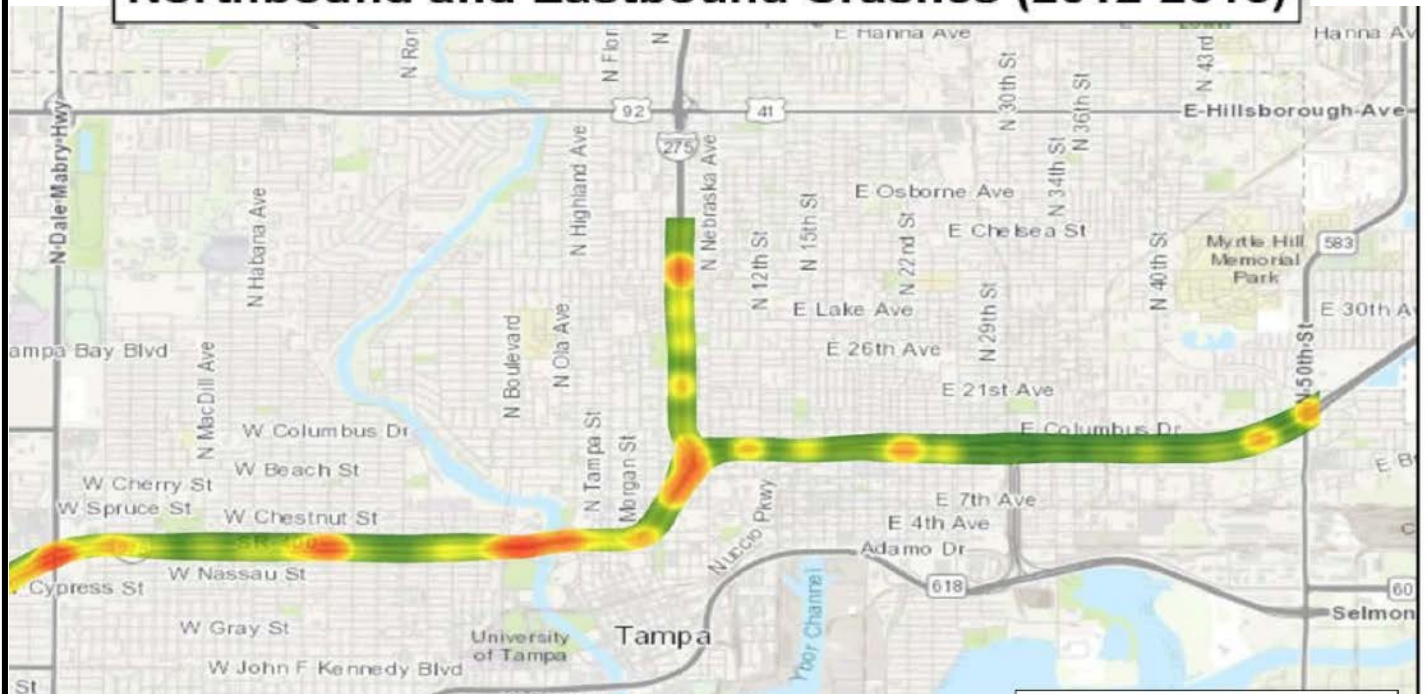 Northbound and Eastbound Crashes
E Hanna Ave
Hanna Av
N Ror
N Flor
N
N 43rd
N 30th St
N 36th St
92
41
E Hillsborough Ave
N Dale Mabry Hwy
275
N Highland Ave
N Nebraska Ave
N 34th St
E Osborne Ave
N Habana Ave
N 15th St
N 22nd St
E Chelsea St
Myrtle Hill
Memorial
Park
583
N 12th St
N 40th St
E Lake Ave
N 29th St
E 30th A
ampa Bay Blvd
N MacDill Ave
N Boulevard
N Ola Ave
E 26th Ave
N 50th St
E 21st Ave
W Columbus Dr
E Columbus Dr
N Tampa St
Morgan St
W Beach St
E B
W Cherry St
W Spruce St
W Chestnut St
E 7th Ave
E 4th Ave
Nuccio Pkwy
Adamo Dr
W Nassau St
Cypress St
618
60
Ybor Channel
Selmon
W Gray St
University
of Tampa
Tampa
W John F Kennedy Blvd
St